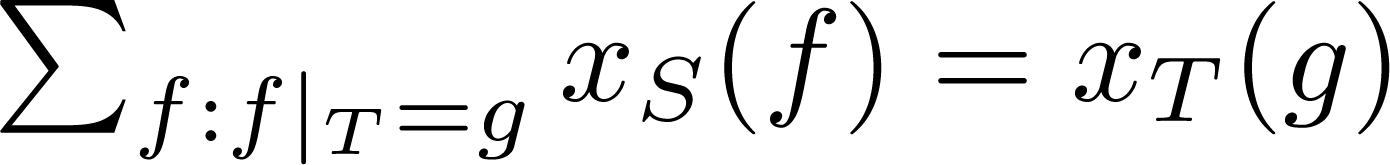 ∑_{f:f|_T=g} x_S(f) = x_T(g)